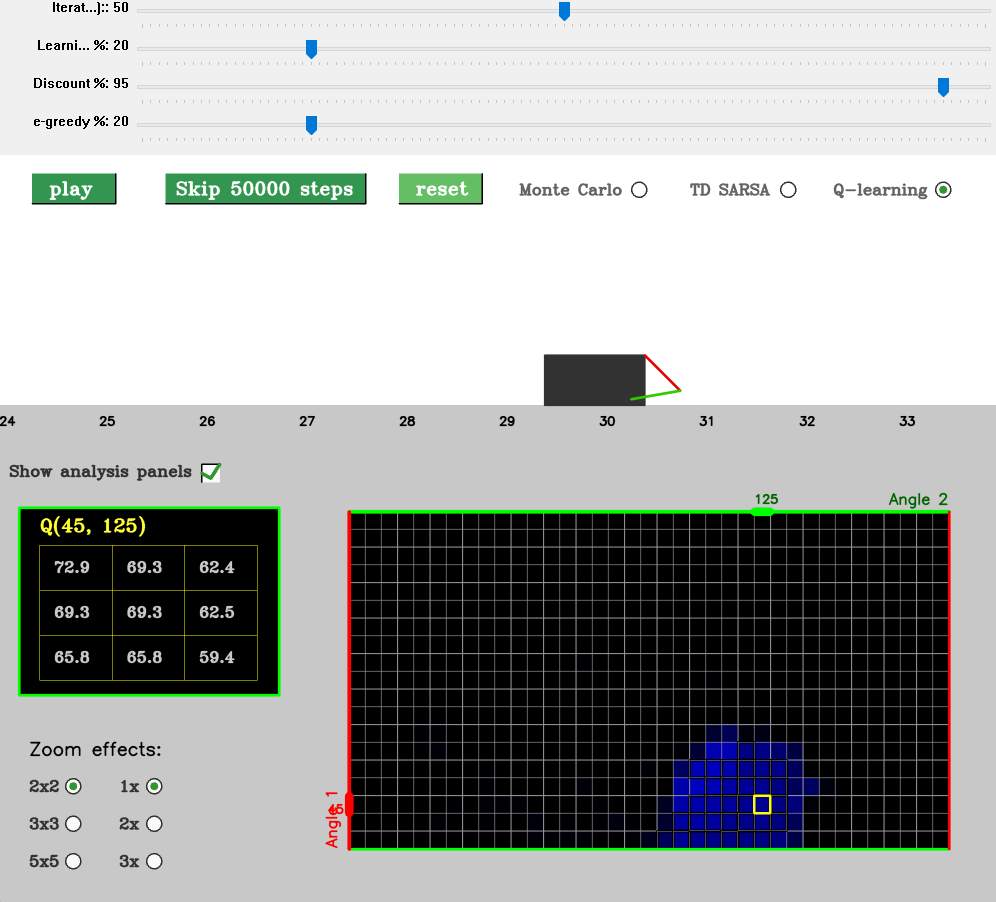 Iterat...):: 50
Learni... %: 20
Discount %: 95
e-greedy %: 20
play Skip 50000 steps reset Monte Carlo TD SARSA Q-learning
24 25 26 27 28 29 30 31 32 33
Show analysis panels
125 Angle 2
Q(45, 125)
72.9 69.3 62.4
69.3 69.3 62.5
65.8 65.8 59.4
Zoom effects:
2x2 1x
45
Angle 1
3x3 2x
5x5 3x